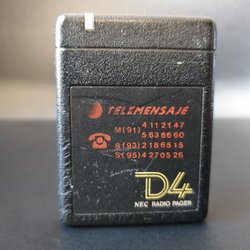 TELEMENSAJE
M(91) 4 11 21 47
5 63 66 60
B(93) 2 18 65 15
S(95) 4 27 05 26
D4
NEC RADIO PAGER